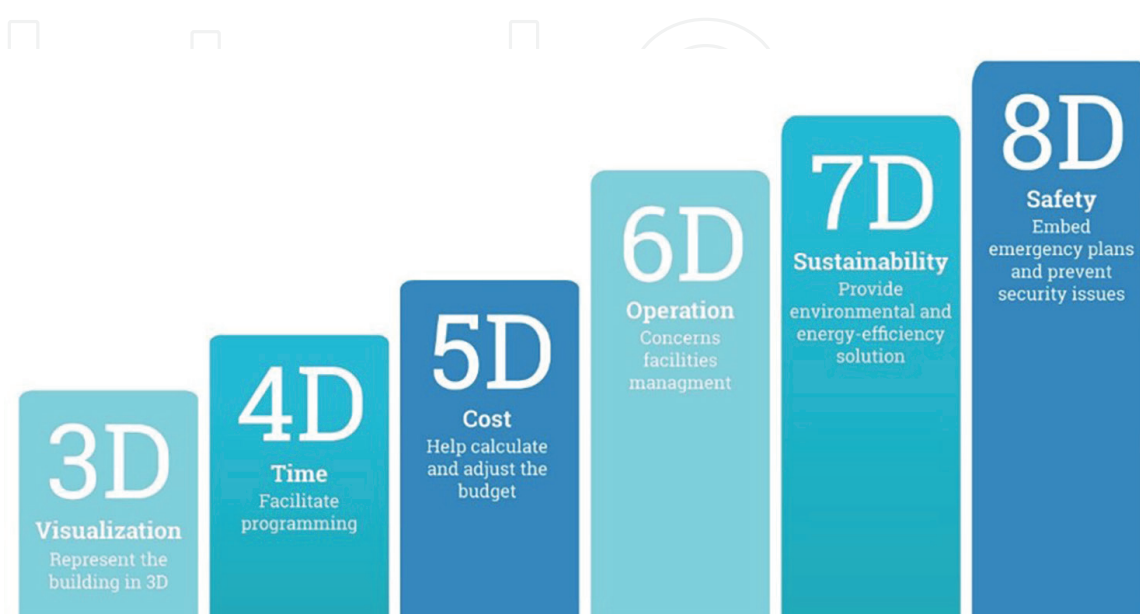 3D
Visualization
Represent the
building in 3D
4D
Time
Facilitate
programming
5D
Cost
Help calculate
and adjust the
budget
6D
Operation
Concerns
facilities
managment
7D
Sustainability
Provide
environmental and
energy-efficiency
solution
8D
Safety
Embed
emergency plans
and prevent
security issues